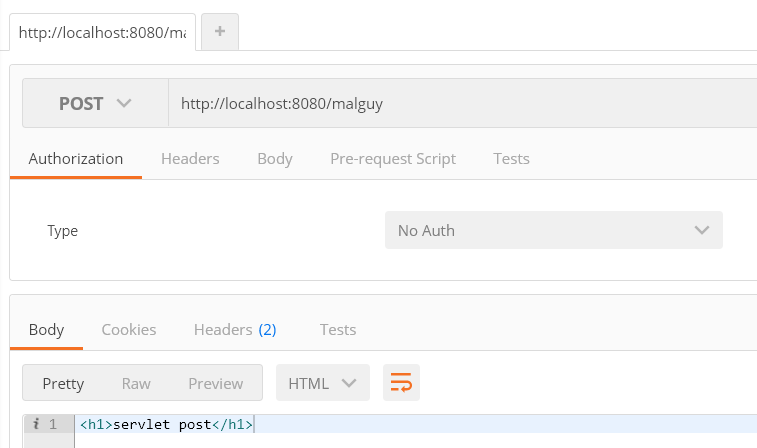 http://localhost:8080/ma +
POST http://localhost:8080/malguy
Authorization Headers Body Pre-request Script Tests
Type No Auth
Body Cookies Headers (2) Tests
Pretty Raw Preview HTML
i 1 <h1>servlet post</h1>